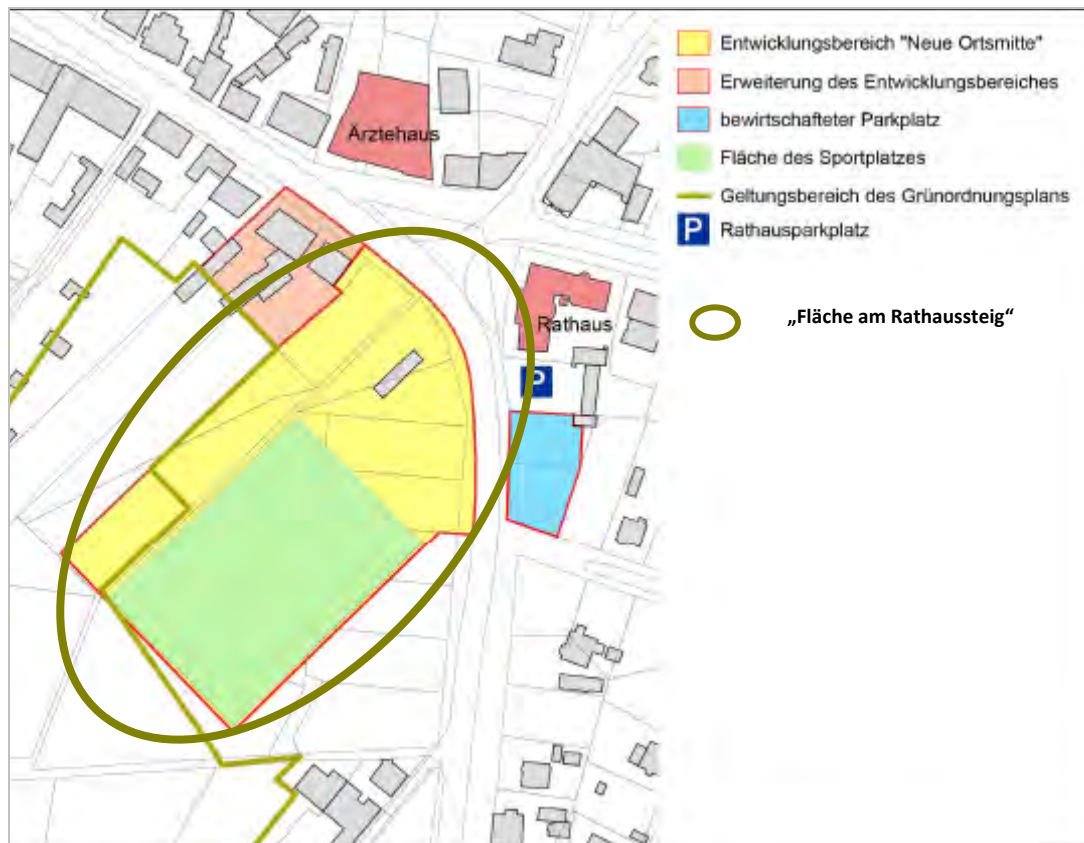 Ärztehaus
Rathaus
P
Entwicklungsbereich "Neue Ortsmitte"
Erweiterung des Entwicklungsbereiches
bewirtschafteter Parkplatz
Fläche des Sportplatzes
Geltungsbereich des Grünordnungsplans
P Rathausparkplatz
„Fläche am Rathaussteig“